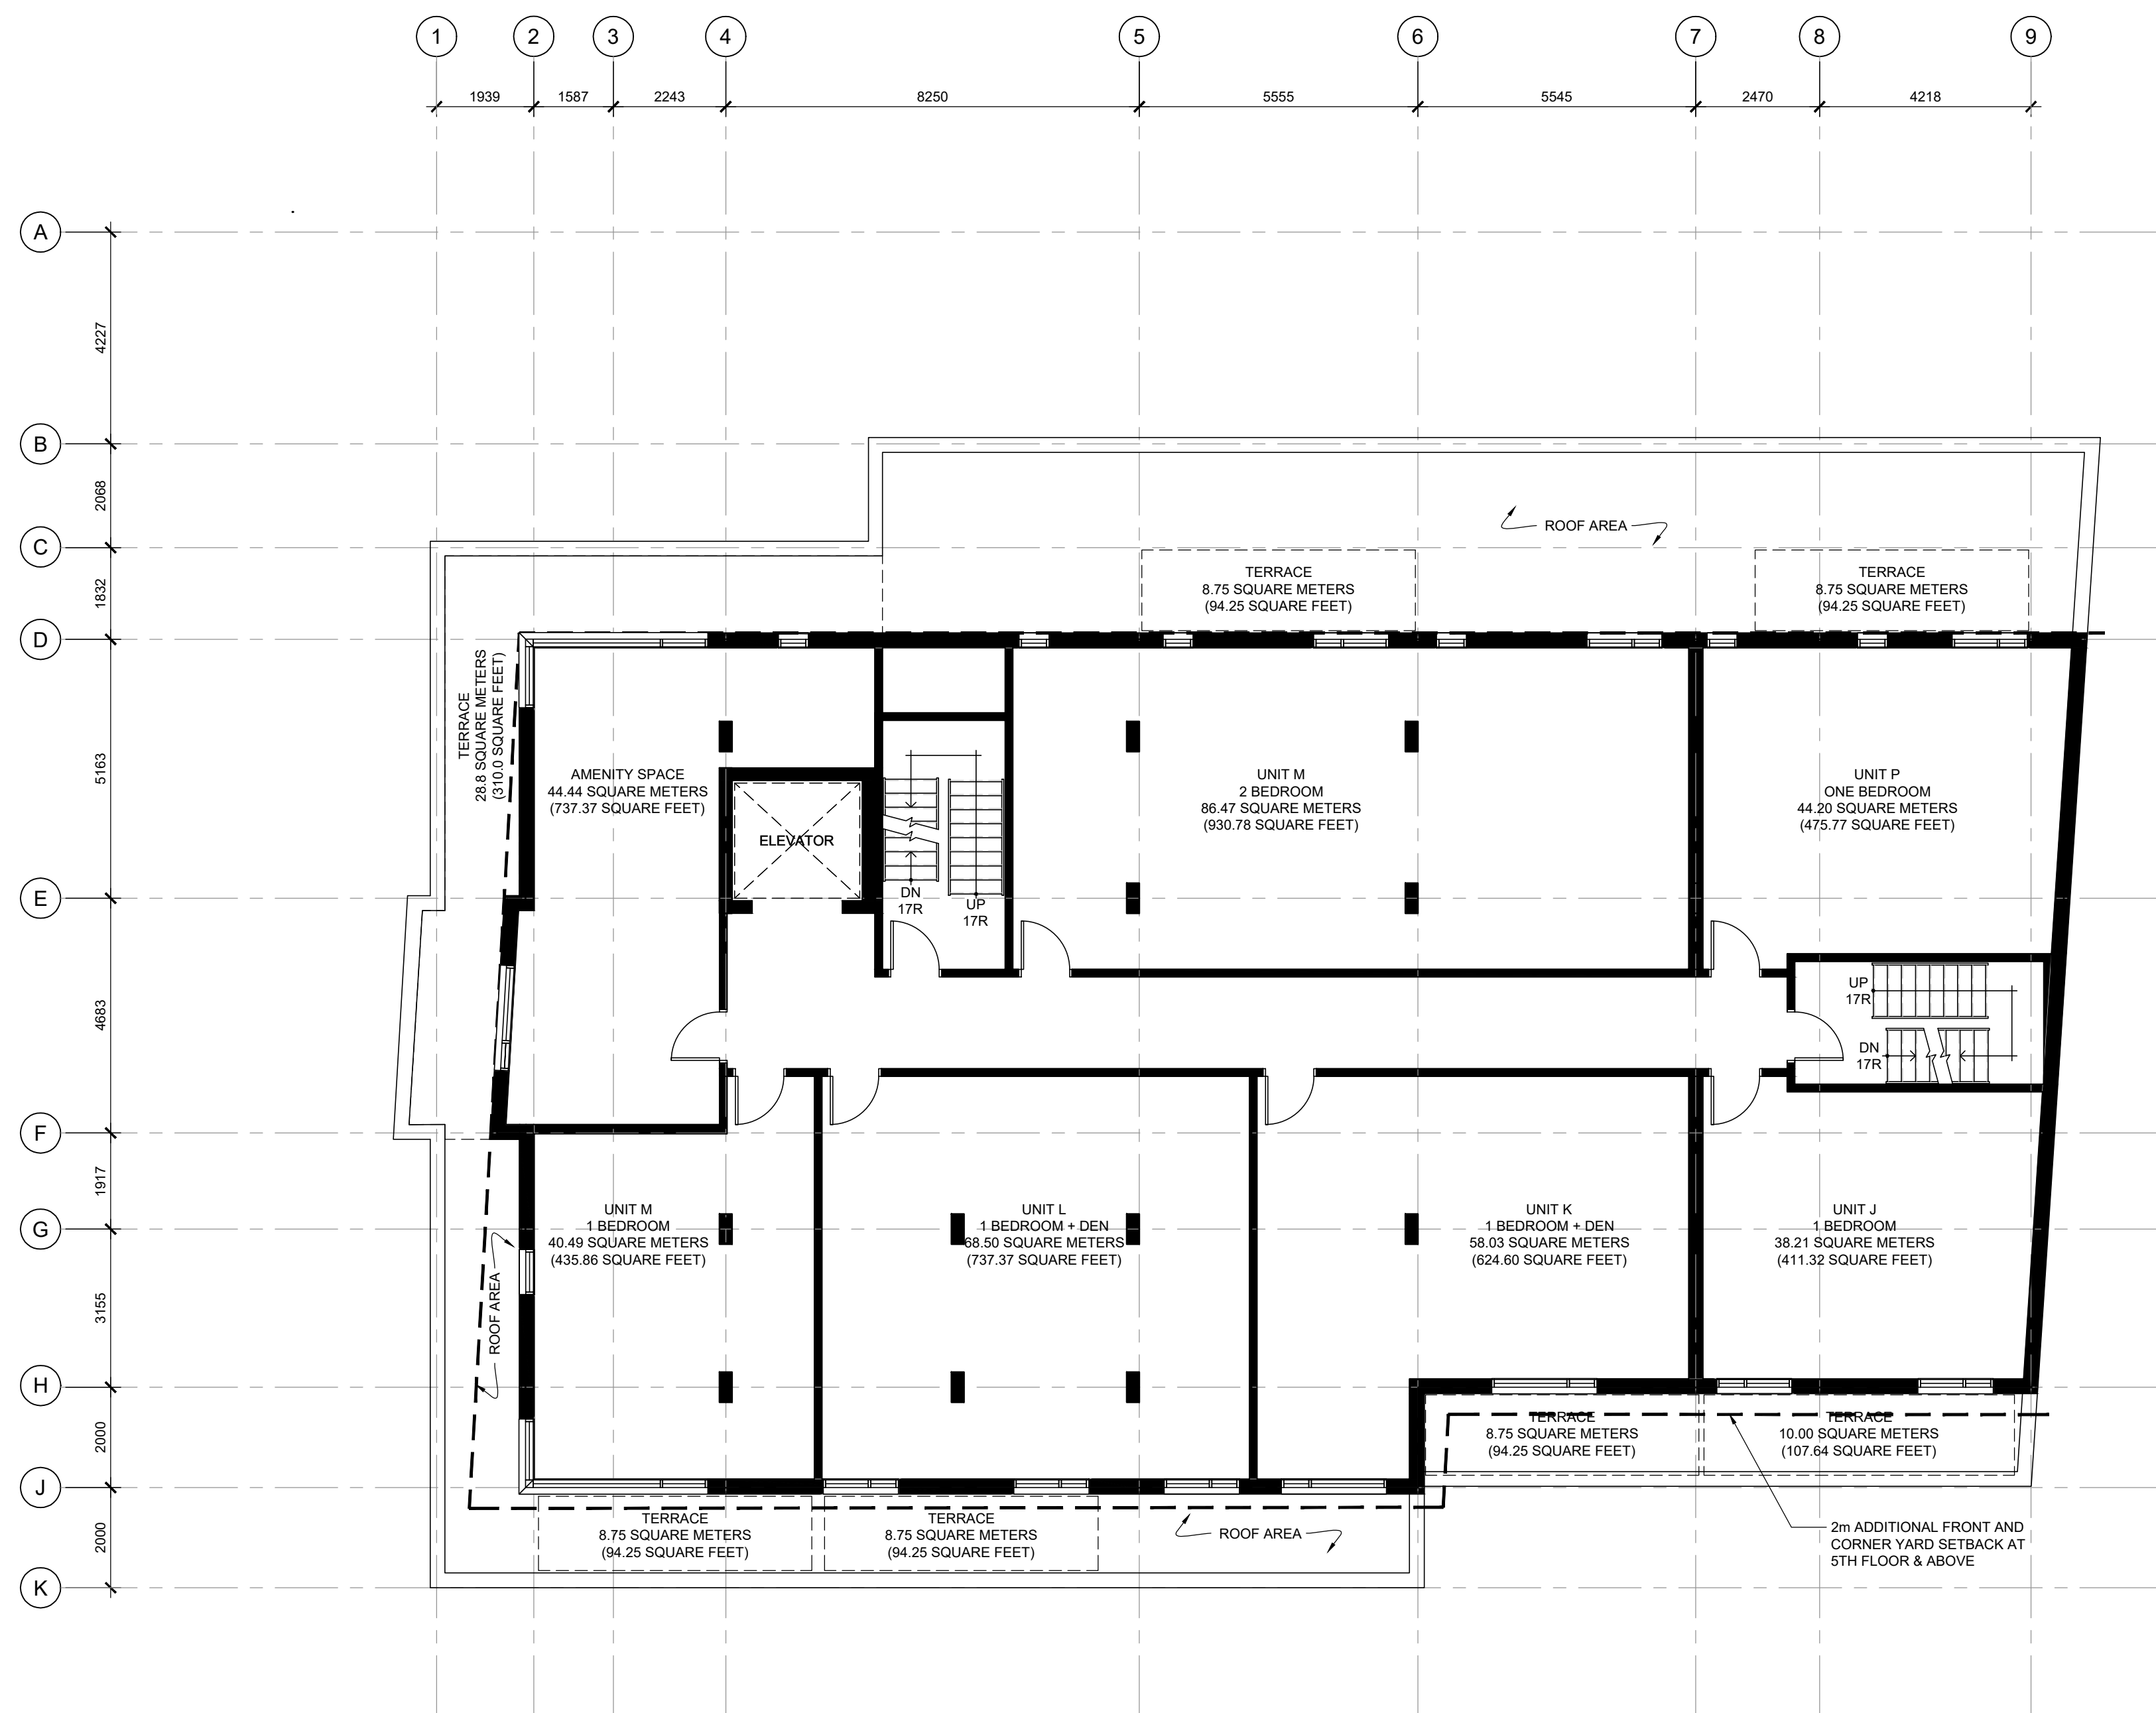 1 2 3 4 5 6 7 8 9
1939 1587 2243 8250 5555 5545 2470 4218
A
4227
B
2068
C
1832
D
5163
E
4683
F
1917
G
3155
H
2000
J
2000
K
ROOF AREA
TERRACE
8.75 SQUARE METERS
(94.25 SQUARE FEET)
TERRACE
8.75 SQUARE METERS
(94.25 SQUARE FEET)
TERRACE
28.8 SQUARE METERS
(310.0 SQUARE FEET)
AMENITY SPACE
44.44 SQUARE METERS
(737.37 SQUARE FEET)
ELEVATOR
DN
17R
UP
17R
UNIT M
2 BEDROOM
86.47 SQUARE METERS
(930.78 SQUARE FEET)
UNIT P
ONE BEDROOM
44.20 SQUARE METERS
(475.77 SQUARE FEET)
UP
17R
DN
17R
UNIT M
1 BEDROOM
40.49 SQUARE METERS
(435.86 SQUARE FEET)
UNIT L
1 BEDROOM + DEN
68.50 SQUARE METERS
(737.37 SQUARE FEET)
UNIT K
1 BEDROOM + DEN
58.03 SQUARE METERS
(624.60 SQUARE FEET)
UNIT J
1 BEDROOM
38.21 SQUARE METERS
(411.32 SQUARE FEET)
ROOF AREA
TERRACE
8.75 SQUARE METERS
(94.25 SQUARE FEET)
TERRACE
10.00 SQUARE METERS
(107.64 SQUARE FEET)
TERRACE
8.75 SQUARE METERS
(94.25 SQUARE FEET)
TERRACE
8.75 SQUARE METERS
(94.25 SQUARE FEET)
ROOF AREA
2m ADDITIONAL FRONT AND
CORNER YARD SETBACK AT
5TH FLOOR & ABOVE